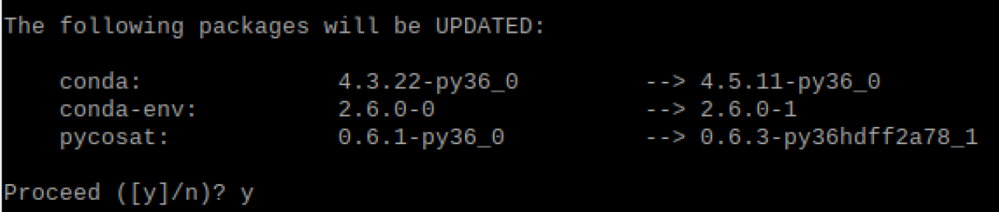 The following packages will be UPDATED:
conda: 4.3.22-py36_0 --> 4.5.11-py36_0
conda-env: 2.6.0-0 --> 2.6.0-1
pycosat: 0.6.1-py36_0 --> 0.6.3-py36hdff2a78_1
Proceed ([y]/n)? y